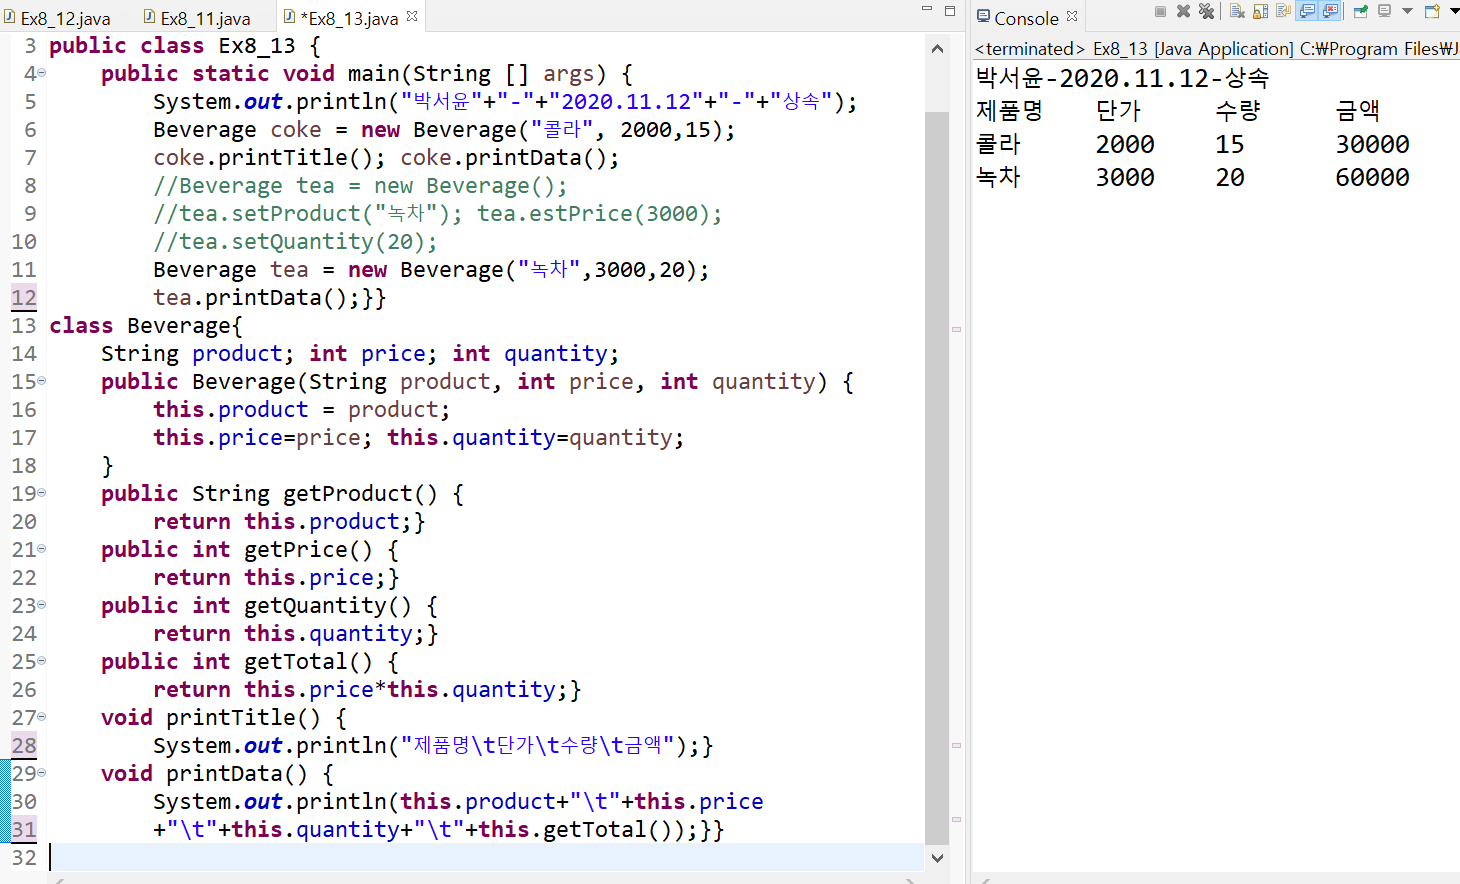 Ex8_12.java Ex8_11.java *Ex8_13.java
3 public class Ex8_13 {
4 public static void main(String [] args) {
5 System.out.println("박서윤"+"-"+"2020.11.12"+"-"+"상속");
6 Beverage coke = new Beverage("콜라", 2000,15);
7 coke.printTitle(); coke.printData();
8 //Beverage tea = new Beverage();
9 //tea.setProduct("녹차"); tea.estPrice(3000);
10 //tea.setQuantity(20);
11 Beverage tea = new Beverage("녹차",3000,20);
12 tea.printData();}}
13 class Beverage{
14 String product; int price; int quantity;
15 public Beverage(String product, int price, int quantity) {
16 this.product = product;
17 this.price=price; this.quantity=quantity;
18 }
19 public String getProduct() {
20 return this.product;}
21 public int getPrice() {
22 return this.price;}
23 public int getQuantity() {
24 return this.quantity;}
25 public int getTotal() {
26 return this.price*this.quantity;}
27 void printTitle() {
28 System.out.println("제품명\t단가\t수량\t금액");}
29 void printData() {
30 System.out.println(this.product+"\t"+this.price
31 +"\t"+this.quantity+"\t"+this.getTotal());}}
32
Console
<terminated> Ex8_13 [Java Application] C:₩Program Files₩J
박서윤-2020.11.12-상속
제품명 단가 수량 금액
콜라 2000 15 30000
녹차 3000 20 60000